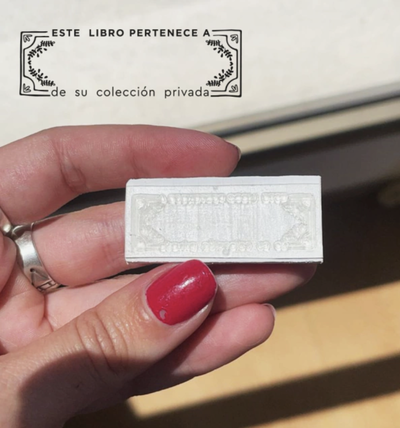 ESTE LIBRO PERTENECE A
de su colección privada